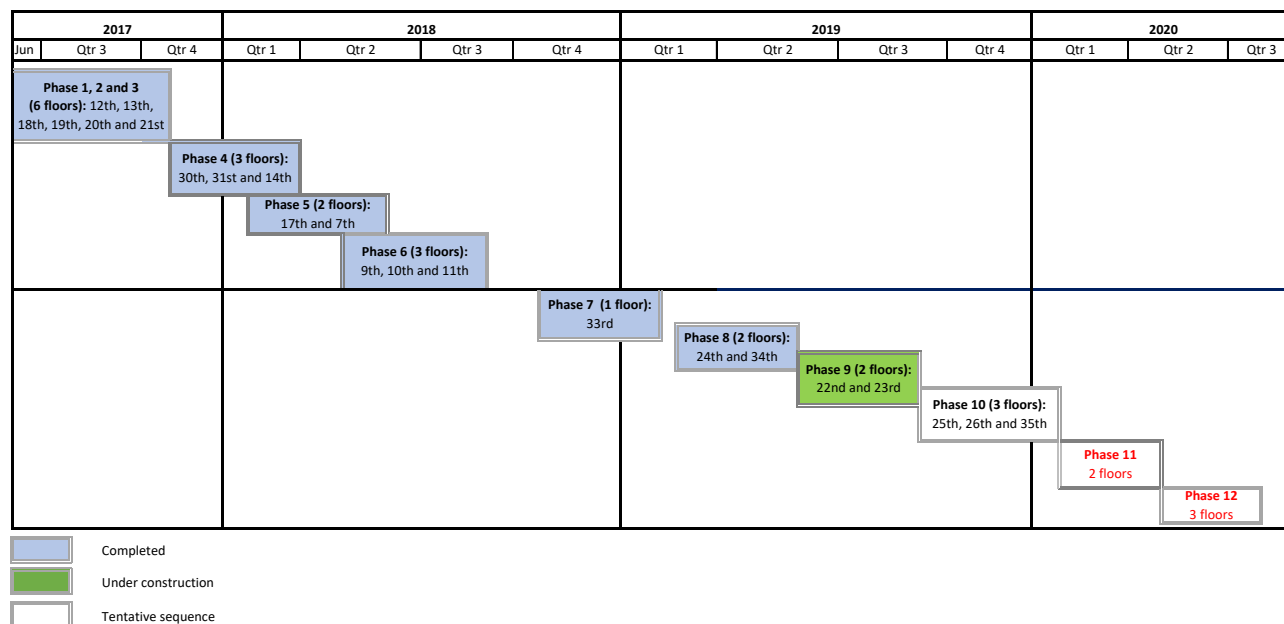 2017 2018 2019 2020
Jun Qtr 3 Qtr 4 Qtr 1 Qtr 2 Qtr 3 Qtr 4 Qtr 1 Qtr 2 Qtr 3 Qtr 4 Qtr 1 Qtr 2 Qtr 3
Phase 1, 2 and 3
(6 floors): 12th, 13th,
18th, 19th, 20th and 21st
Phase 4 (3 floors):
30th, 31st and 14th
Phase 5 (2 floors):
17th and 7th
Phase 6 (3 floors):
9th, 10th and 11th
Phase 7 (1 floor):
33rd
Phase 8 (2 floors):
24th and 34th
Phase 9 (2 floors):
22nd and 23rd
Phase 10 (3 floors):
25th, 26th and 35th
Phase 11
2 floors
Phase 12
3 floors
Completed
Under construction
Tentative sequence